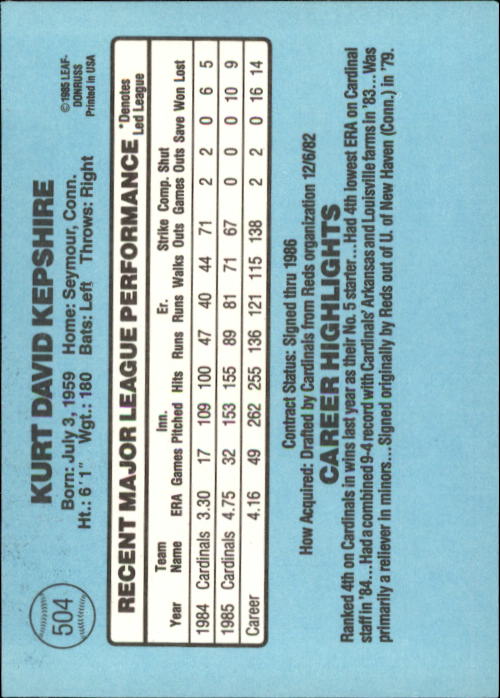 504
KURT DAVID KEPSHIRE
Born: July 3, 1959 Home: Seymour, Conn.
Ht.: 6'1" Wgt.: 180 Bats: Left Throws: Right
©1985 LEAF-
DONRUSS
Printed in USA
RECENT MAJOR LEAGUE PERFORMANCE *Denotes
Led League
Team Inn. Er. Strike Comp. Shut
Year Name ERA Games Pitched Hits Runs Runs Walks Outs Games Outs Save Won Lost
1984 Cardinals 3.30 17 109 100 47 40 44 71 2 2 0 6 5
1985 Cardinals 4.75 32 153 155 89 81 71 67 0 0 0 10 9
Career 4.16 49 262 255 136 121 115 138 2 2 0 16 14
Contract Status: Signed thru 1986
How Acquired: Drafted by Cardinals from Reds organization 12/6/82
CAREER HIGHLIGHTS
Ranked 4th on Cardinals in wins last year as their No. 5 starter...Had 4th lowest ERA on Cardinal
staff in '84...Had a combined 9-4 record with Cardinals' Arkansas and Louisville farms in '83...Was
primarily a reliever in minors...Signed originally by Reds out of U. of New Haven (Conn.) in '79.